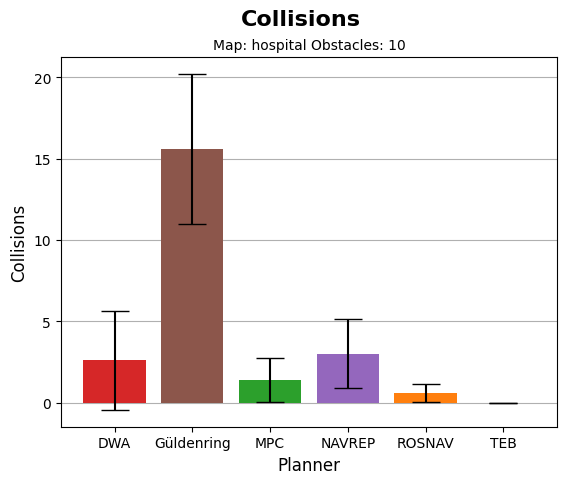 Collisions
Map: hospital Obstacles: 10
20
15
10
5
0
Collisions
DWA Güldenring MPC NAVREP ROSNAV TEB
Planner